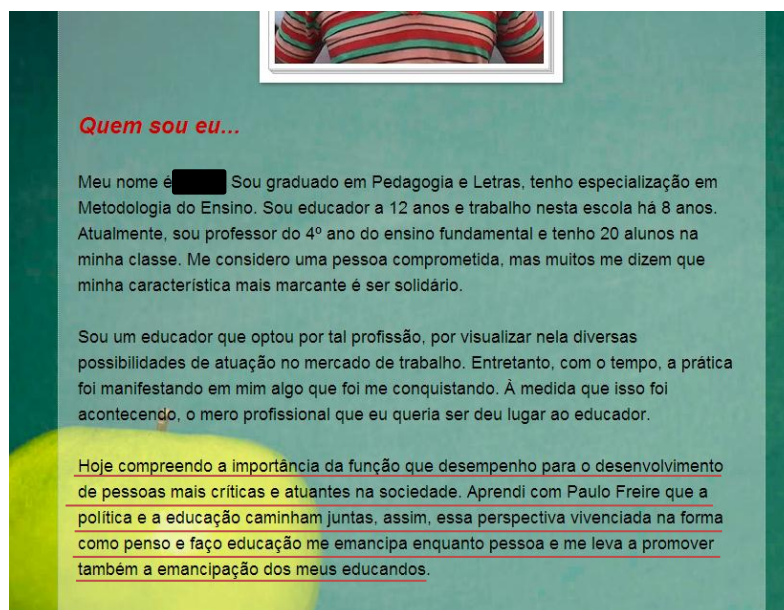 Quem sou eu...
Meu nome é Sou graduado em Pedagogia e Letras, tenho especialização em
Metodologia do Ensino. Sou educador a 12 anos e trabalho nesta escola há 8 anos.
Atualmente, sou professor do 4º ano do ensino fundamental e tenho 20 alunos na
minha classe. Me considero uma pessoa comprometida, mas muitos me dizem que
minha característica mais marcante é ser solidário.
Sou um educador que optou por tal profissão, por visualizar nela diversas
possibilidades de atuação no mercado de trabalho. Entretanto, com o tempo, a prática
foi manifestando em mim algo que foi me conquistando. À medida que isso foi
acontecendo, o mero profissional que eu queria ser deu lugar ao educador.
Hoje compreendo a importância da função que desempenho para o desenvolvimento
de pessoas mais críticas e atuantes na sociedade. Aprendi com Paulo Freire que a
política e a educação caminham juntas, assim, essa perspectiva vivenciada na forma
como penso e faço educação me emancipa enquanto pessoa e me leva a promover
também a emancipação dos meus educandos.